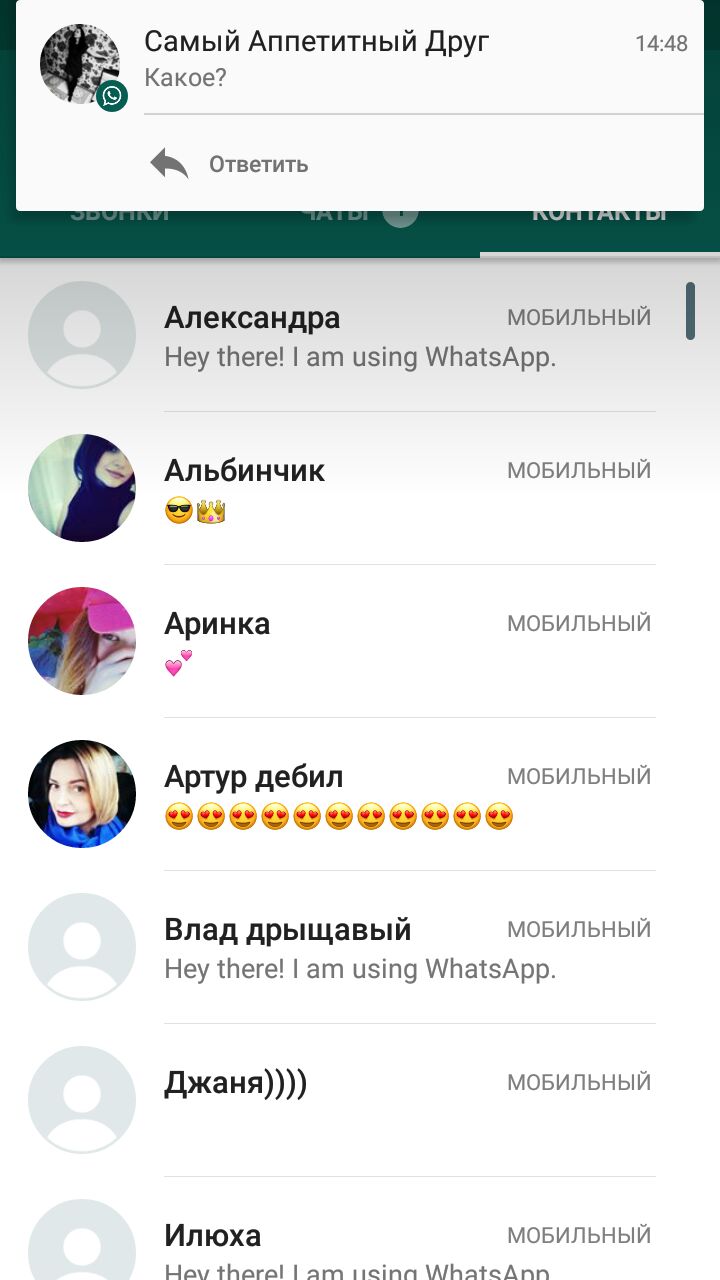 Самый Аппетитный Друг
14:48
Какое?
Ответить
ЗВОНКИ ЧАТЫ КОНТАКТЫ
Александра МОБИЛЬНЫЙ
Hey there! I am using WhatsApp.
Альбинчик МОБИЛЬНЫЙ
😎👑
Аринка МОБИЛЬНЫЙ
💕
Артур дебил МОБИЛЬНЫЙ
😍😍😍😍😍😍😍😍😍😍😍
Влад дрыщавый МОБИЛЬНЫЙ
Hey there! I am using WhatsApp.
Джаня)))) МОБИЛЬНЫЙ
Илюха МОБИЛЬНЫЙ
Hey there! I am using WhatsApp.